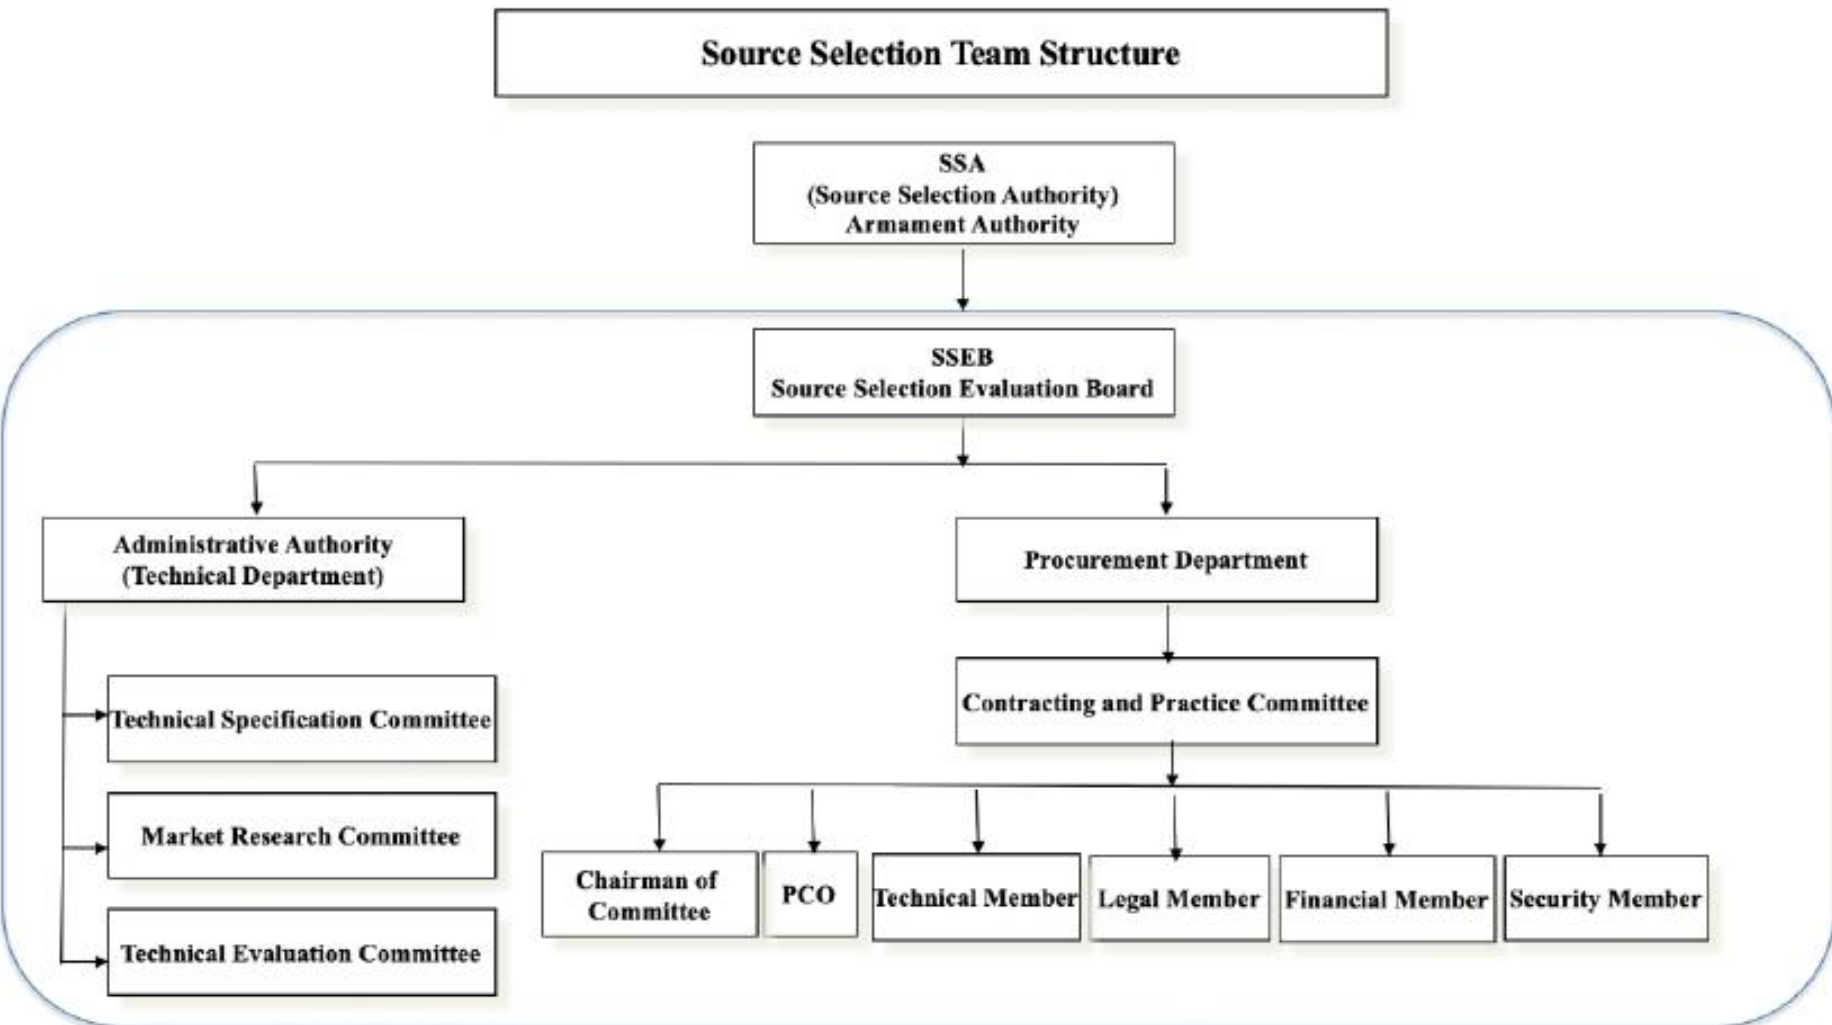 Source Selection Team Structure
SSA
(Source Selection Authority)
Armament Authority
SSEB
Source Selection Evaluation Board
Administrative Authority
(Technical Department)
Procurement Department
Technical Specification Committee
Contracting and Practice Committee
Market Research Committee
Chairman of
Committee
PCO
Technical Member
Legal Member
Financial Member
Security Member
Technical Evaluation Committee